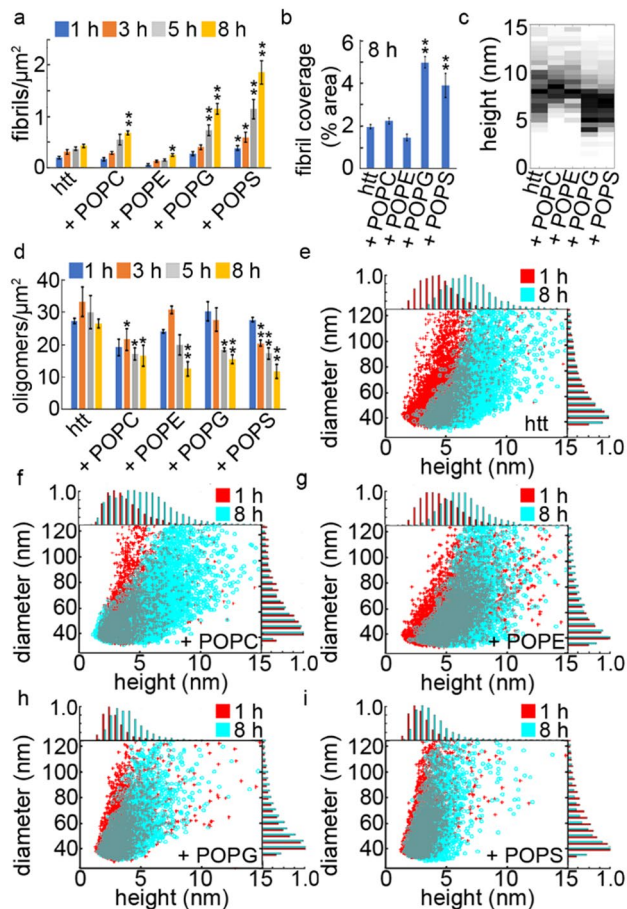 a
1 h 3 h 5 h 8 h
fibrils/µm²
2
1
0
* * ** ** ** * ** **
htt
+ POPC
+ POPE
+ POPG
+ POPS
b
8 h
fibril coverage
(% area)
6
4
2
0
** **
htt
+ POPC
+ POPE
+ POPG
+ POPS
c
height (nm)
15
10
5
0
htt
+ POPC
+ POPE
+ POPG
+ POPS
d
1 h 3 h 5 h 8 h
oligomers/µm²
40
30
20
10
0
* * * ** * ** ** ** **
htt
+ POPC
+ POPE
+ POPG
+ POPS
e
1.0
1 h
8 h
diameter (nm)
120
100
80
60
40
htt
0 5 10 15 1.0
height (nm)
f
1.0
1 h
8 h
diameter (nm)
120
100
80
60
40
+ POPC
0 5 10 15 1.0
height (nm)
g
1.0
1 h
8 h
diameter (nm)
120
100
80
60
40
+ POPE
0 5 10 15 1.0
height (nm)
h
1.0
1 h
8 h
diameter (nm)
120
100
80
60
40
+ POPG
0 5 10 15 1.0
height (nm)
i
1.0
1 h
8 h
diameter (nm)
120
100
80
60
40
+ POPS
0 5 10 15 1.0
height (nm)